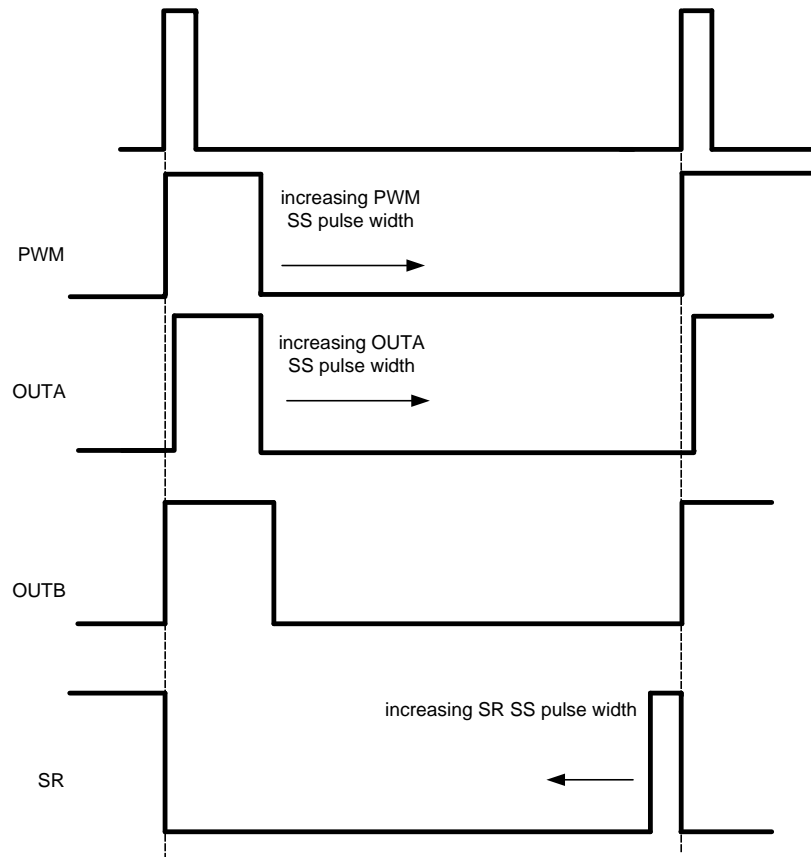 increasing PWM
SS pulse width
PWM
increasing OUTA
SS pulse width
OUTA
OUTB
increasing SR SS pulse width
SR